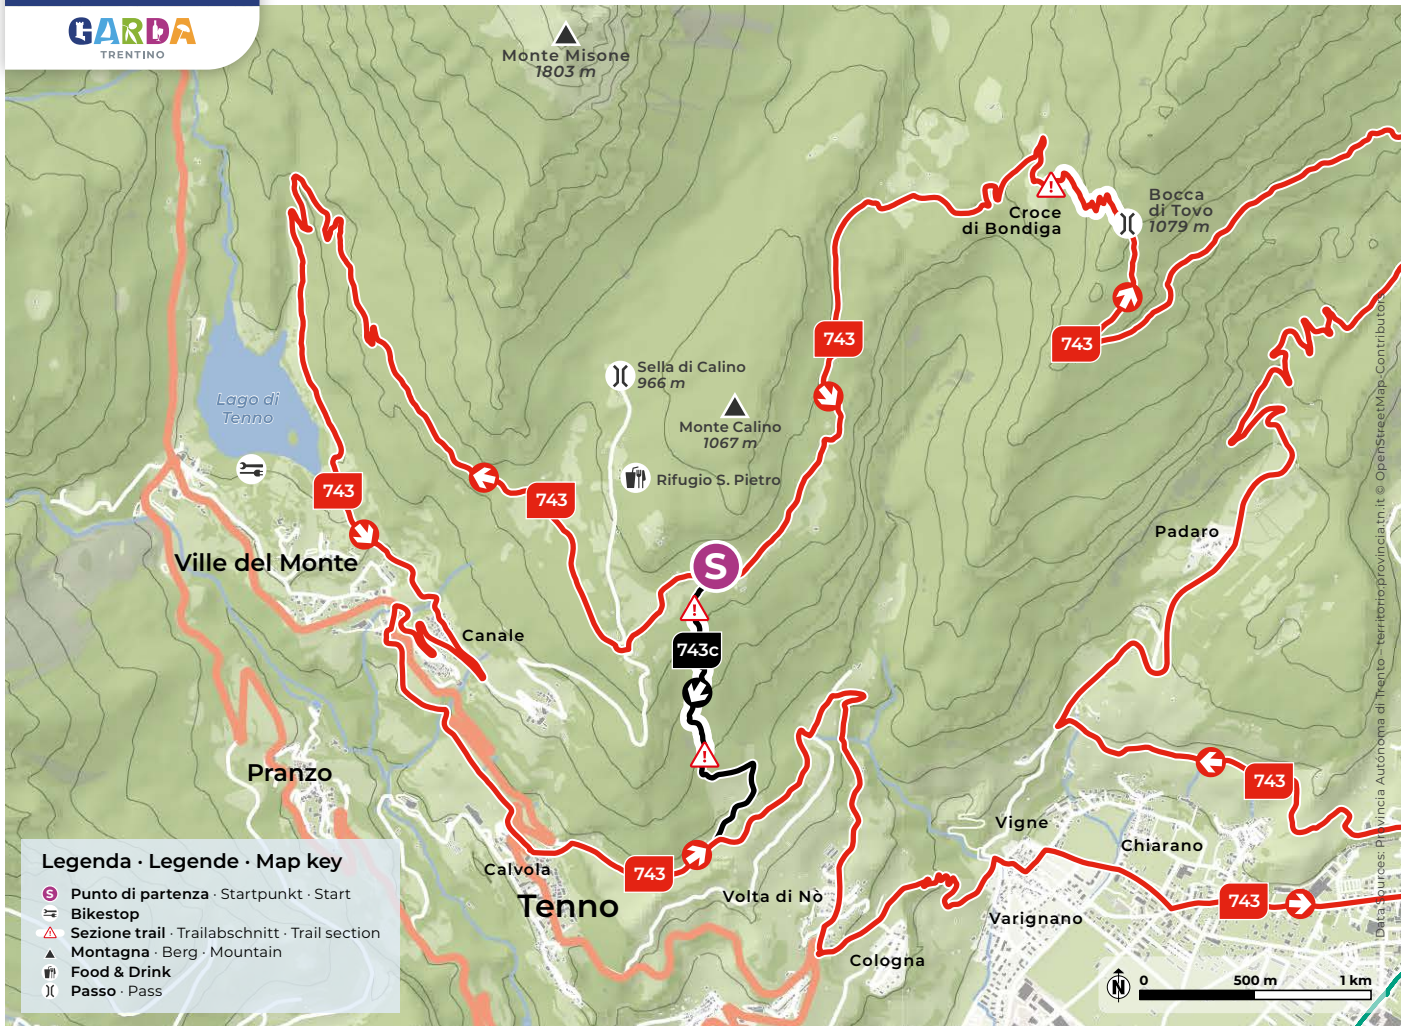 GARDA
TRENTINO
Monte Misone
1803 m
Bocca
di Tovo
1079 m
Croce
di Bondiga
743
743
Sella di Calino
966 m
Lago di
Tenno
Monte Calino
1067 m
Rifugio S. Pietro
743
743
Padaro
Ville del Monte
S
Canale
743c
Pranzo
743
Vigne
Chiarano
Calvola
743
Volta di Nò
743
Tenno
Varignano
Cologna
Legenda · Legende · Map key
S Punto di partenza · Startpunkt · Start
Bikestop
Sezione trail · Trailabschnitt · Trail section
Montagna · Berg · Mountain
Food & Drink
Passo · Pass
N
0 500 m 1 km
Data Sources: Provincia Autónoma di Trento – territorio.provincia.tn.it © OpenStreetMap-Contributors